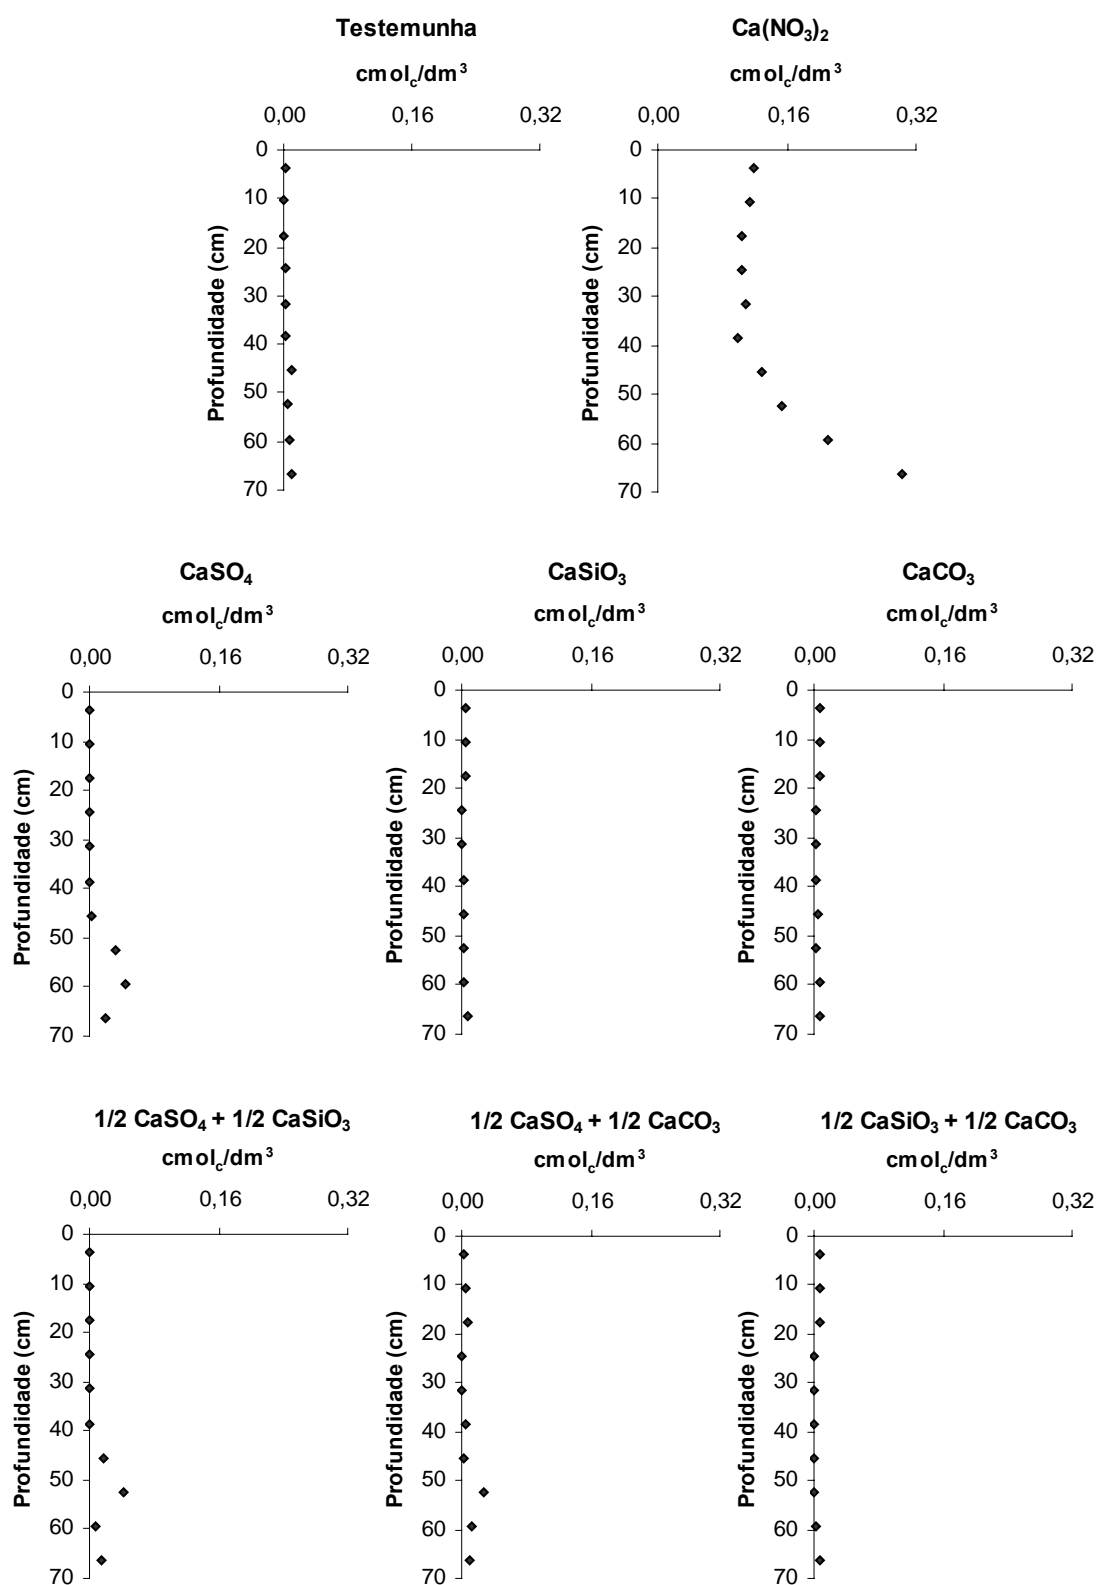 Testemunha
cmol_c/dm³
0,00 0,16 0,32
0
10
20
30
40
50
60
70
Profundidade (cm)
Ca(NO₃)₂
cmol_c/dm³
0,00 0,16 0,32
0
10
20
30
40
50
60
70
Profundidade (cm)
CaSO₄
cmol_c/dm³
0,00 0,16 0,32
0
10
20
30
40
50
60
70
Profundidade (cm)
CaSiO₃
cmol_c/dm³
0,00 0,16 0,32
0
10
20
30
40
50
60
70
Profundidade (cm)
CaCO₃
cmol_c/dm³
0,00 0,16 0,32
0
10
20
30
40
50
60
70
Profundidade (cm)
1/2 CaSO₄ + 1/2 CaSiO₃
cmol_c/dm³
0,00 0,16 0,32
0
10
20
30
40
50
60
70
Profundidade (cm)
1/2 CaSO₄ + 1/2 CaCO₃
cmol_c/dm³
0,00 0,16 0,32
0
10
20
30
40
50
60
70
Profundidade (cm)
1/2 CaSiO₃ + 1/2 CaCO₃
cmol_c/dm³
0,00 0,16 0,32
0
10
20
30
40
50
60
70
Profundidade (cm)